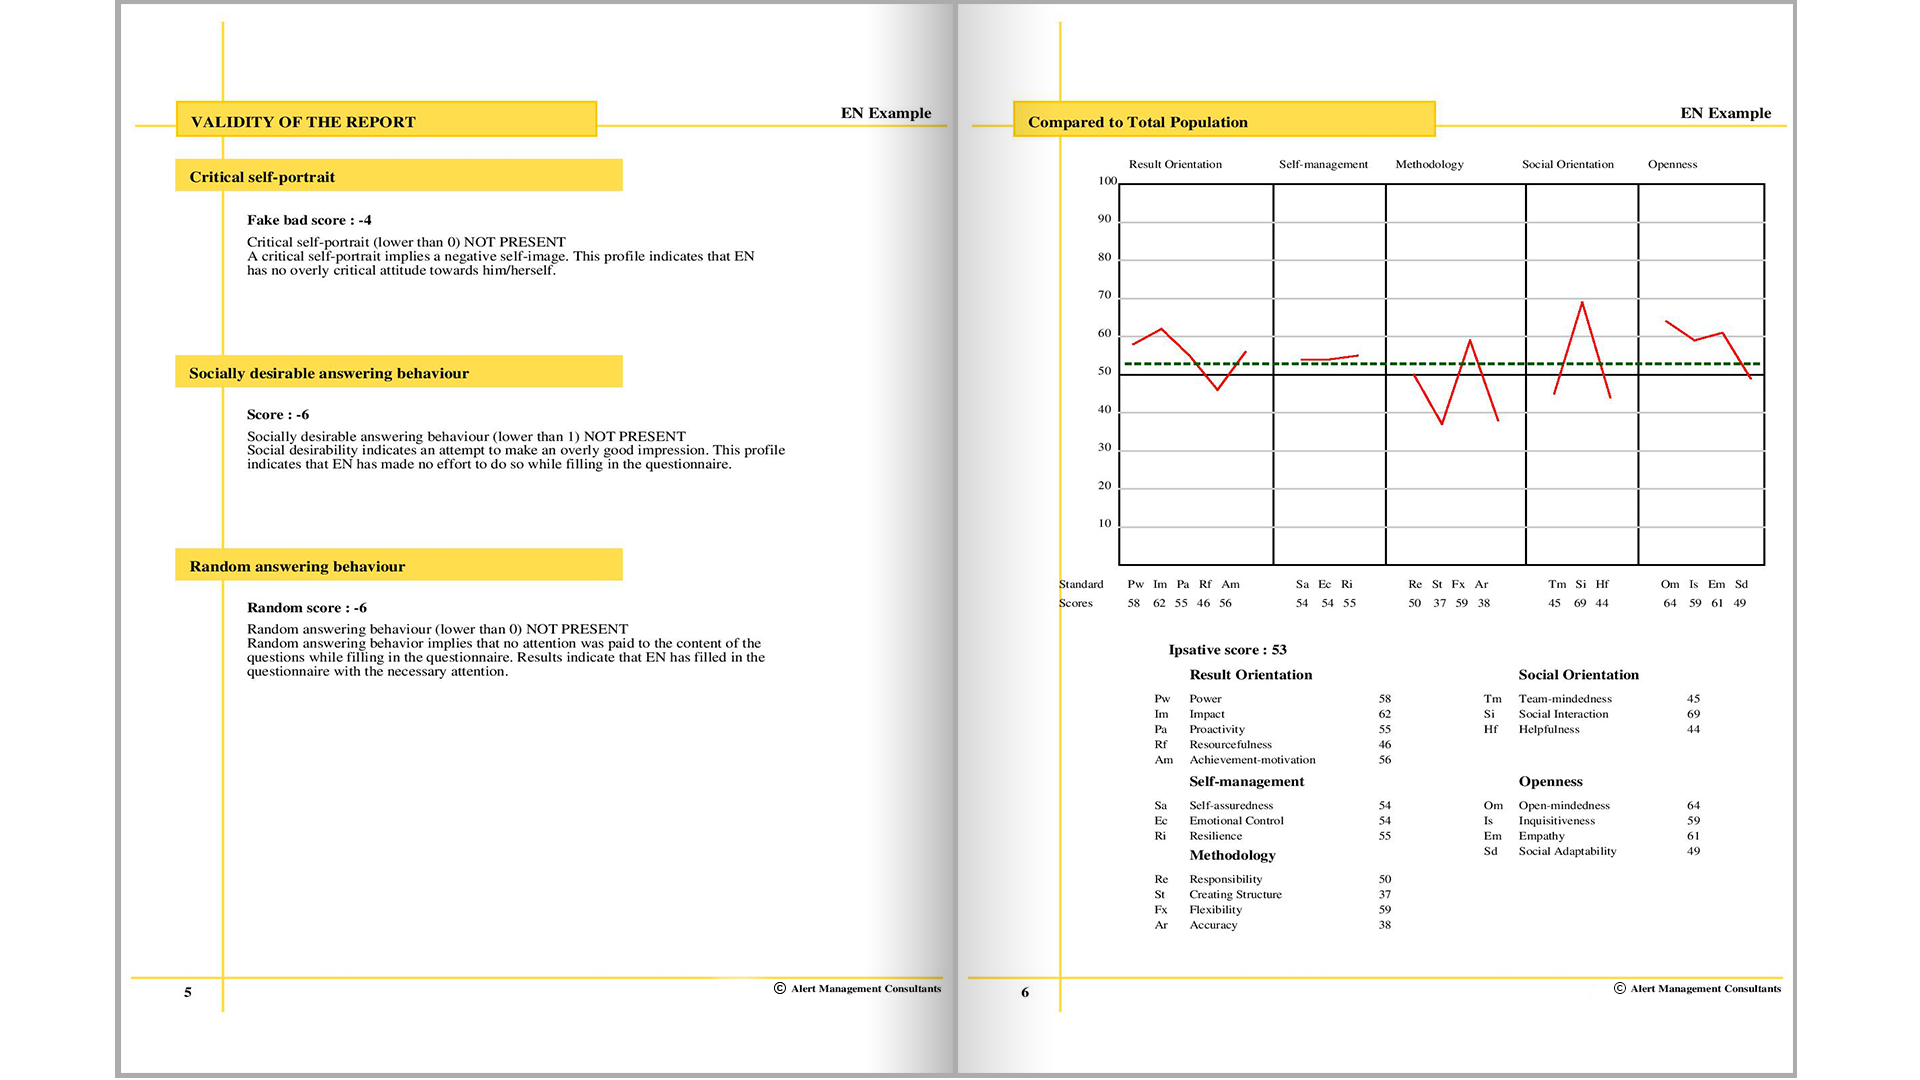 VALIDITY OF THE REPORT
EN Example
Critical self-portrait
Fake bad score : -4
Critical self-portrait (lower than 0) NOT PRESENT
A critical self-portrait implies a negative self-image. This profile indicates that EN
has no overly critical attitude towards him/herself.
Socially desirable answering behaviour
Score : -6
Socially desirable answering behaviour (lower than 1) NOT PRESENT
Social desirability indicates an attempt to make an overly good impression. This profile
indicates that EN has made no effort to do so while filling in the questionnaire.
Random answering behaviour
Random score : -6
Random answering behaviour (lower than 0) NOT PRESENT
Random answering behavior implies that no attention was paid to the content of the
questions while filling in the questionnaire. Results indicate that EN has filled in the
questionnaire with the necessary attention.
5
© Alert Management Consultants
Compared to Total Population
EN Example
Result Orientation Self-management Methodology Social Orientation Openness
100
90
80
70
60
50
40
30
20
10
Standard Pw Im Pa Rf Am Sa Ec Ri Re St Fx Ar Tm Si Hf Om Is Em Sd
Scores 58 62 55 46 56 54 54 55 50 37 59 38 45 69 44 64 59 61 49
Ipsative score : 53
Result Orientation
Pw Power 58
Im Impact 62
Pa Proactivity 55
Rf Resourcefulness 46
Am Achievement-motivation 56
Self-management
Sa Self-assuredness 54
Ec Emotional Control 54
Ri Resilience 55
Methodology
Re Responsibility 50
St Creating Structure 37
Fx Flexibility 59
Ar Accuracy 38
Social Orientation
Tm Team-mindedness 45
Si Social Interaction 69
Hf Helpfulness 44
Openness
Om Open-mindedness 64
Is Inquisitiveness 59
Em Empathy 61
Sd Social Adaptability 49
6
© Alert Management Consultants